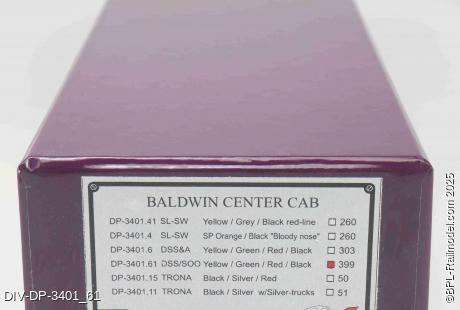 BALDWIN CENTER CAB
DP-3401.41 SL-SW Yellow / Grey / Black red-line 260
DP-3401.4 SL-SW SP Orange / Black "Bloody nose" 260
DP-3401.6 DSS&A Yellow / Green / Red / Black 303
DP-3401.61 DSS/SOO Yellow / Green / Red / Black 399
DP-3401.15 TRONA Black / Silver / Red 50
DP-3401.11 TRONA Black / Silver w/Silver-trucks 51
DIV-DP-3401_61
©BPL-Railmodel.com 2025